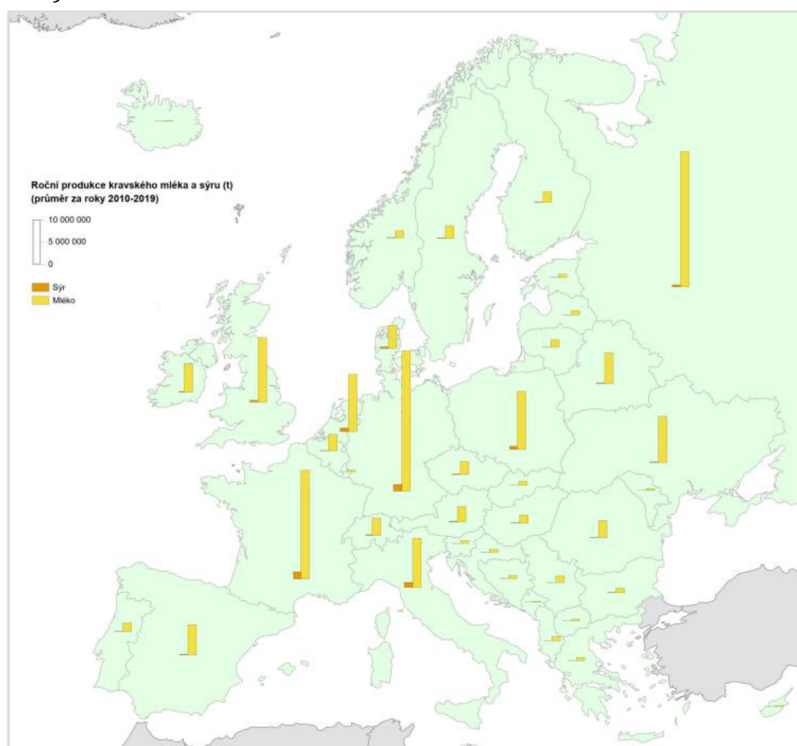 Roční produkce kravského mléka a sýru (t)
(průměr za roky 2010-2019)
10 000 000
5 000 000
0
Sýr
Mléko